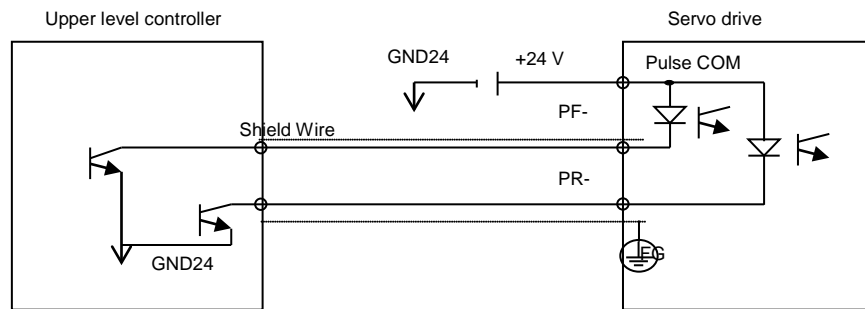 Upper level controller
Servo drive
GND24
+24 V
Pulse COM
PF-
Shield Wire
PR-
GND24
FG